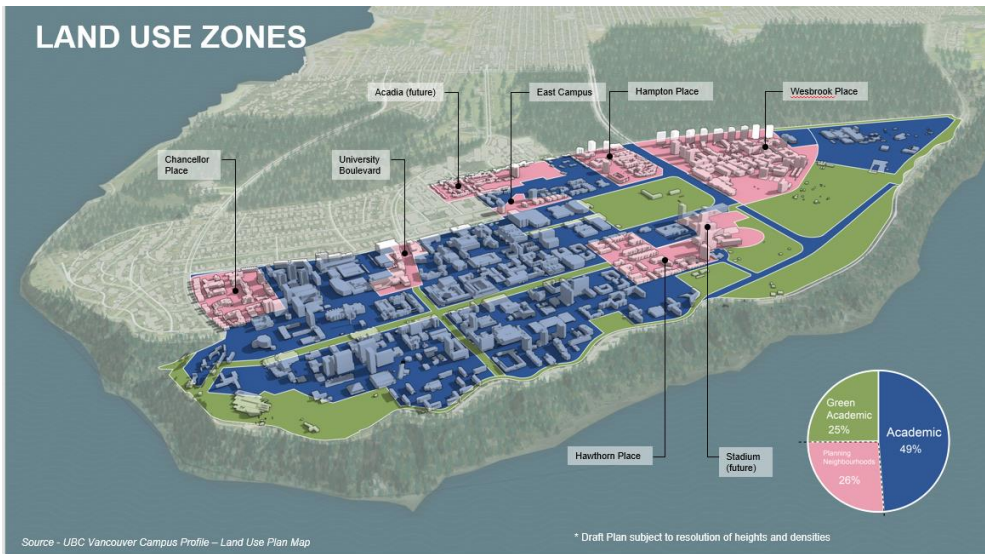 LAND USE ZONES
Acadia (future)
East Campus
Hampton Place
Wesbrook Place
Chancellor
Place
University
Boulevard
Hawthorn Place
Stadium
(future)
Green
Academic
25%
Academic
49%
Planning
Neighbourhoods
26%
Source - UBC Vancouver Campus Profile – Land Use Plan Map
* Draft Plan subject to resolution of heights and densities